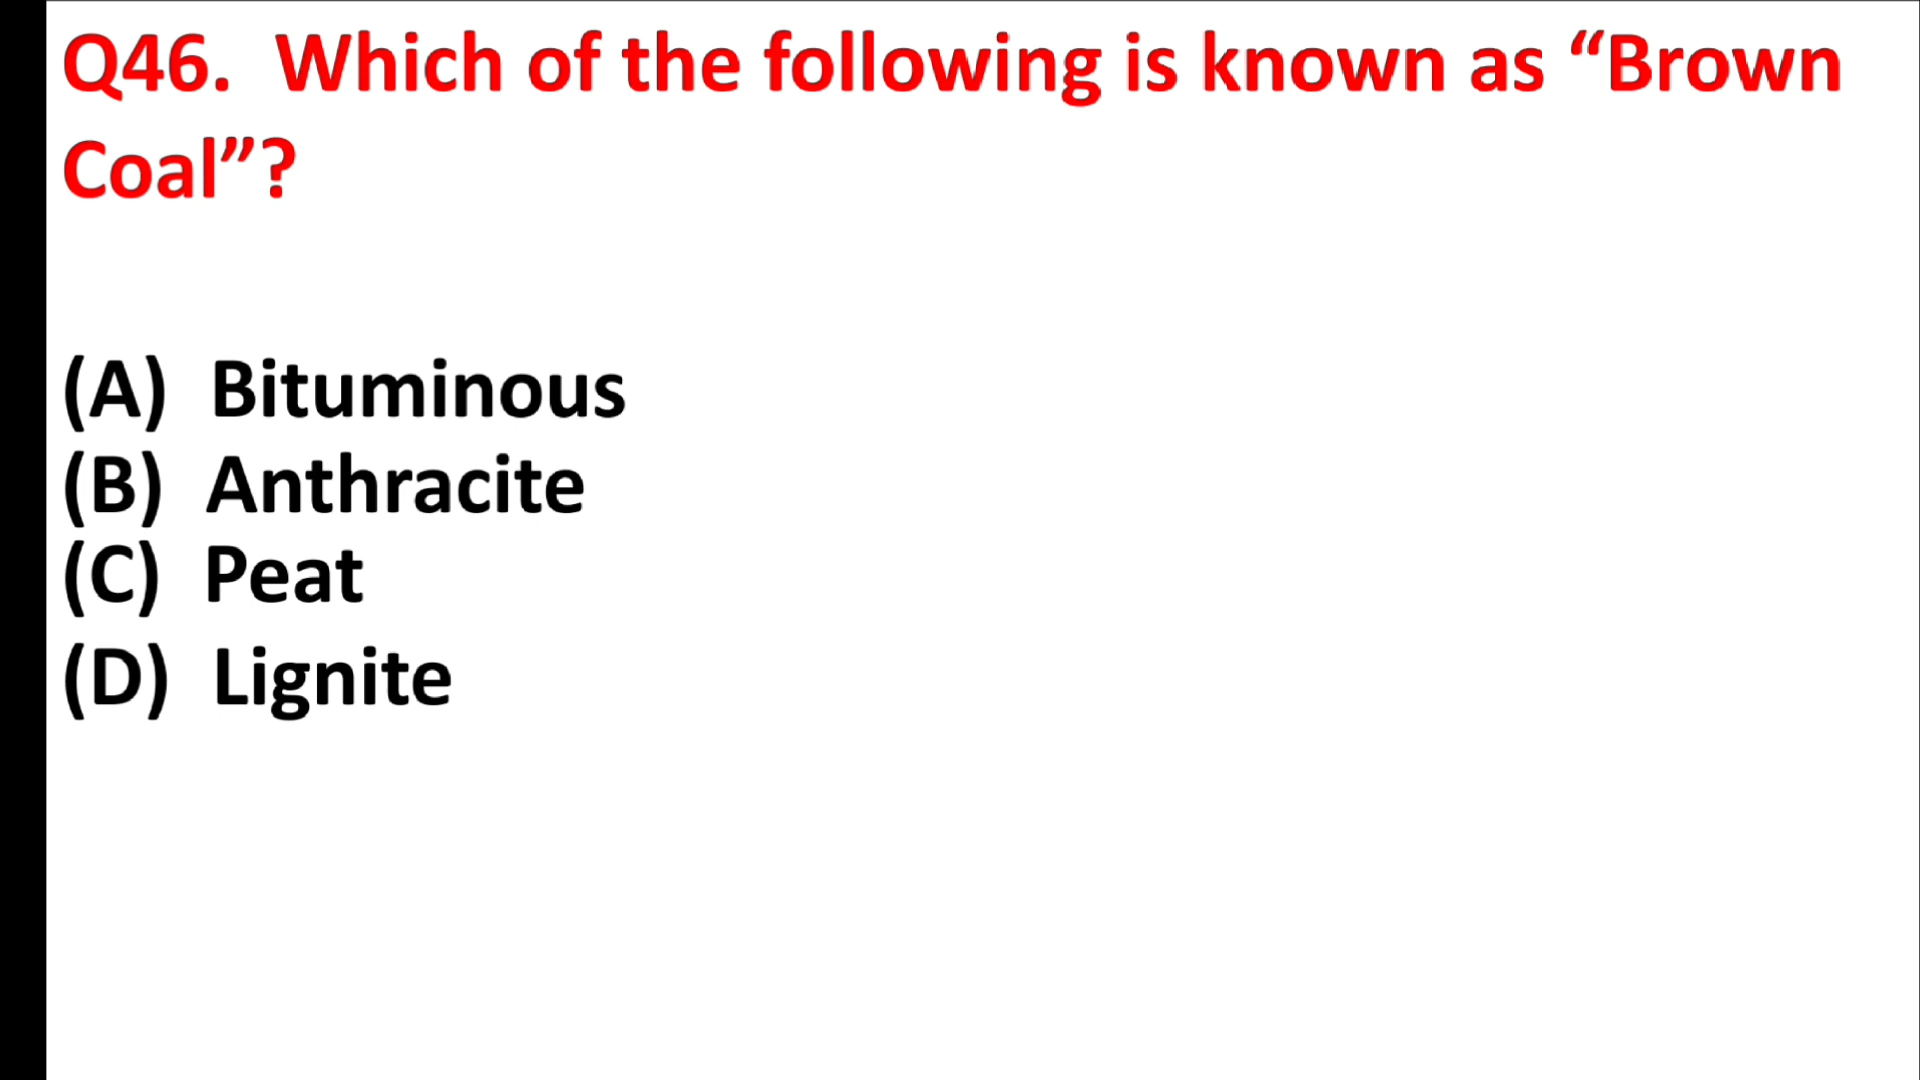 Q46. Which of the following is known as “Brown
Coal”?
(A) Bituminous
(B) Anthracite
(C) Peat
(D) Lignite